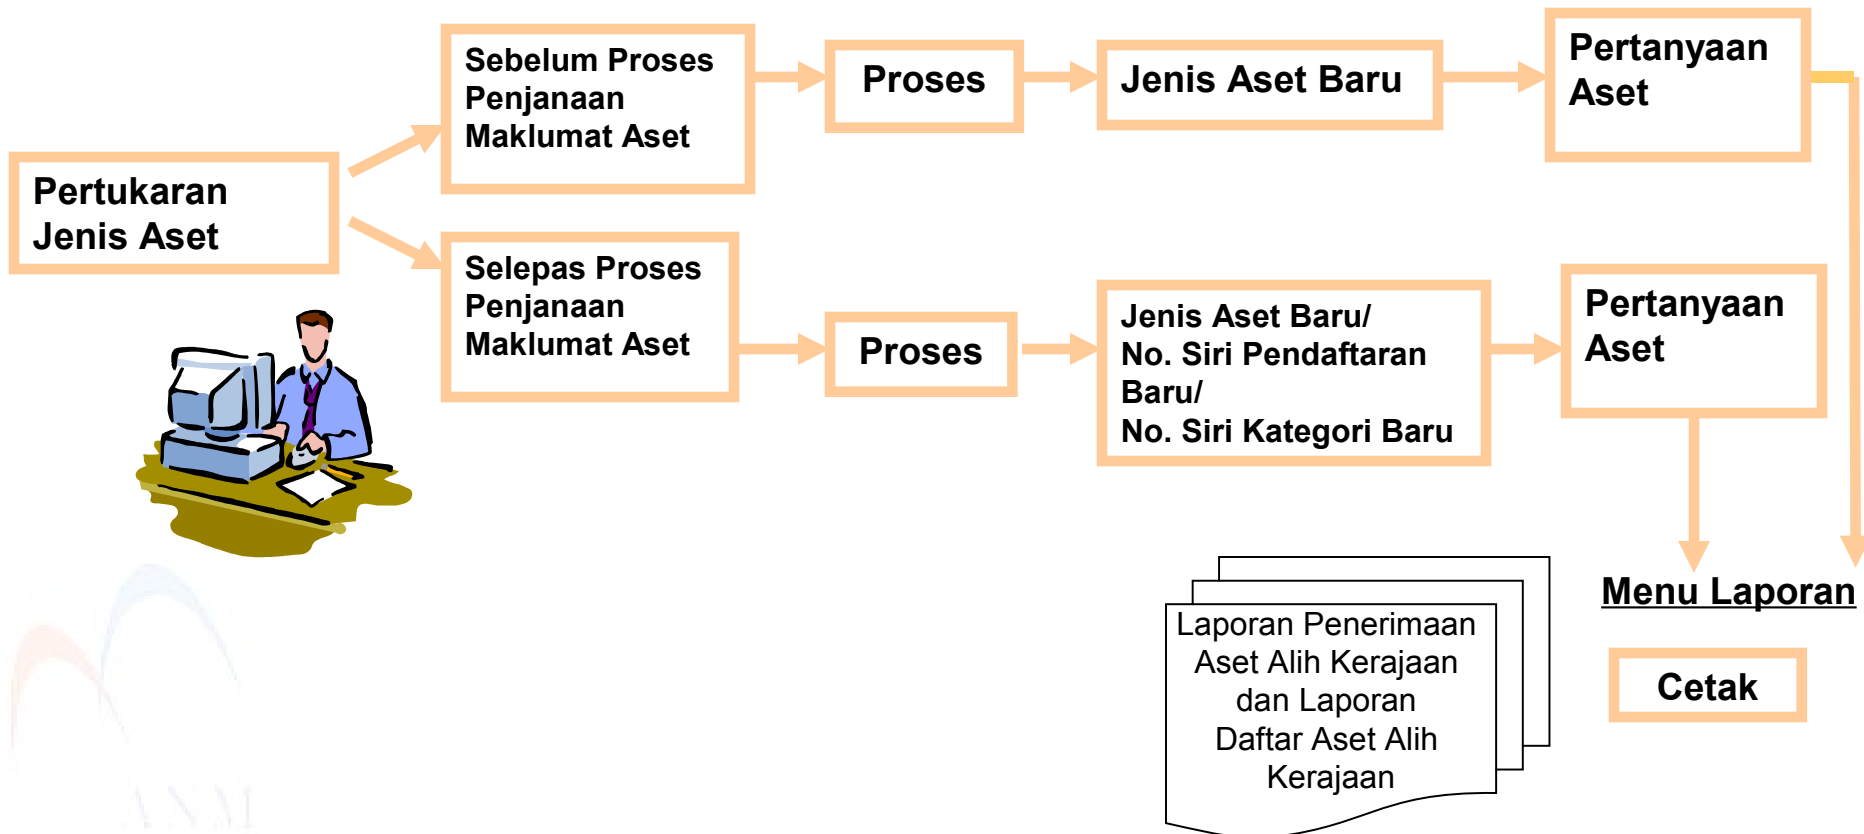 Pertukaran
Jenis Aset
Sebelum Proses
Penjanaan
Maklumat Aset
Proses
Jenis Aset Baru
Pertanyaan
Aset
Selepas Proses
Penjanaan
Maklumat Aset
Proses
Jenis Aset Baru/
No. Siri Pendaftaran
Baru/
No. Siri Kategori Baru
Pertanyaan
Aset
Menu Laporan
Cetak
Laporan Penerimaan
Aset Alih Kerajaan
dan Laporan
Daftar Aset Alih
Kerajaan